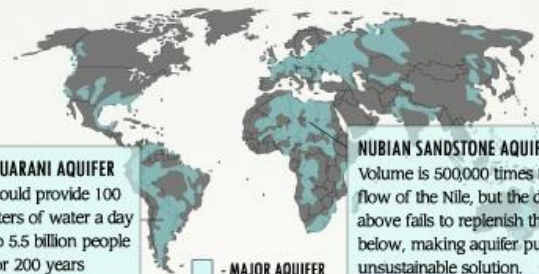 UARANI AQUIFER
ould provide 100
ters of water a day
o 5.5 billion people
or 200 years
- MAJOR AQUIFER
NUBIAN SANDSTONE AQUIF
Volume is 500,000 times
flow of the Nile, but the d
above fails to replenish th
below, making aquifer pu
unsustainable solution.